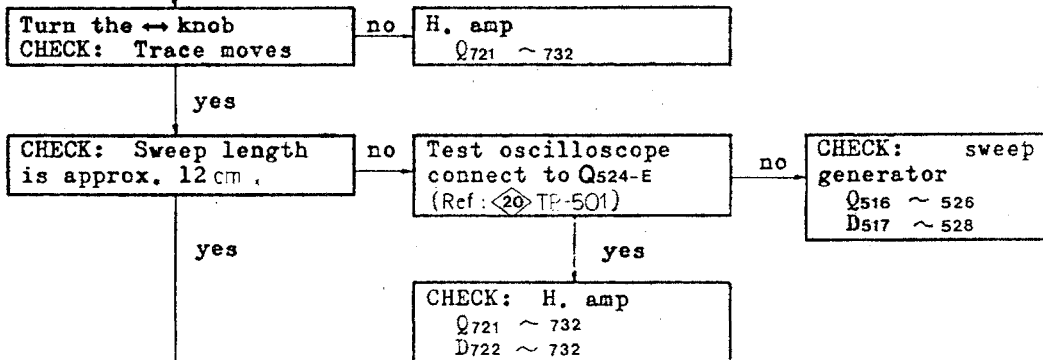 Turn the ↔ knob
CHECK: Trace moves
no
H. amp
Q721 ~ 732
yes
CHECK: Sweep length
is approx. 12 cm.
no
Test oscilloscope
connect to Q524-E
(Ref: 20 TP-501)
no
CHECK: sweep
generator
Q516 ~ 526
D517 ~ 528
yes
yes
CHECK: H. amp
Q721 ~ 732
D722 ~ 732